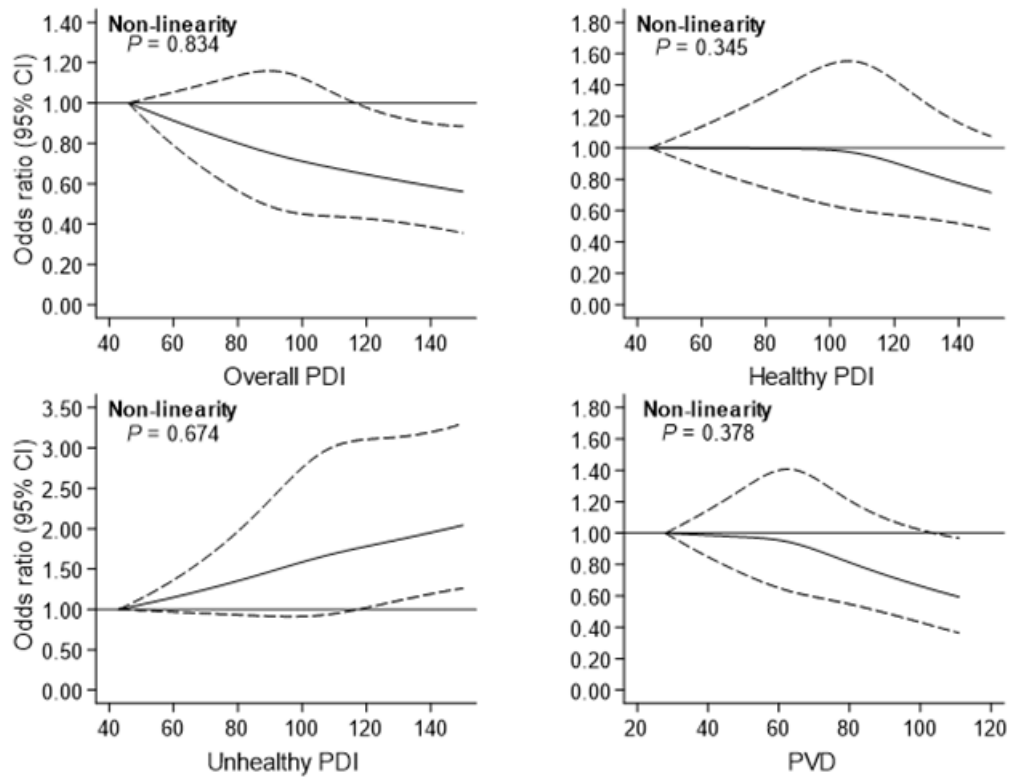 Non-linearity
P = 0.834
Odds ratio (95% CI)
1.40
1.20
1.00
0.80
0.60
0.40
0.20
0.00
40 60 80 100 120 140
Overall PDI
Non-linearity
P = 0.345
1.80
1.60
1.40
1.20
1.00
0.80
0.60
0.40
0.20
0.00
40 60 80 100 120 140
Healthy PDI
Non-linearity
P = 0.674
Odds ratio (95% CI)
3.50
3.00
2.50
2.00
1.50
1.00
0.50
0.00
40 60 80 100 120 140
Unhealthy PDI
Non-linearity
P = 0.378
1.80
1.60
1.40
1.20
1.00
0.80
0.60
0.40
0.20
0.00
20 40 60 80 100 120
PVD